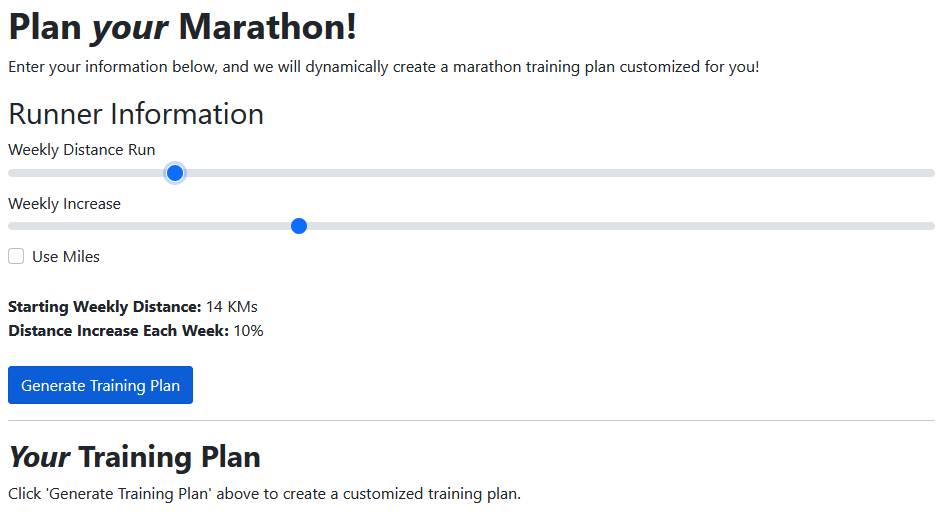 Plan your Marathon!
Enter your information below, and we will dynamically create a marathon training plan customized for you!
Runner Information
Weekly Distance Run
Weekly Increase
Use Miles
Starting Weekly Distance: 14 KMs
Distance Increase Each Week: 10%
Generate Training Plan
Your Training Plan
Click 'Generate Training Plan' above to create a customized training plan.